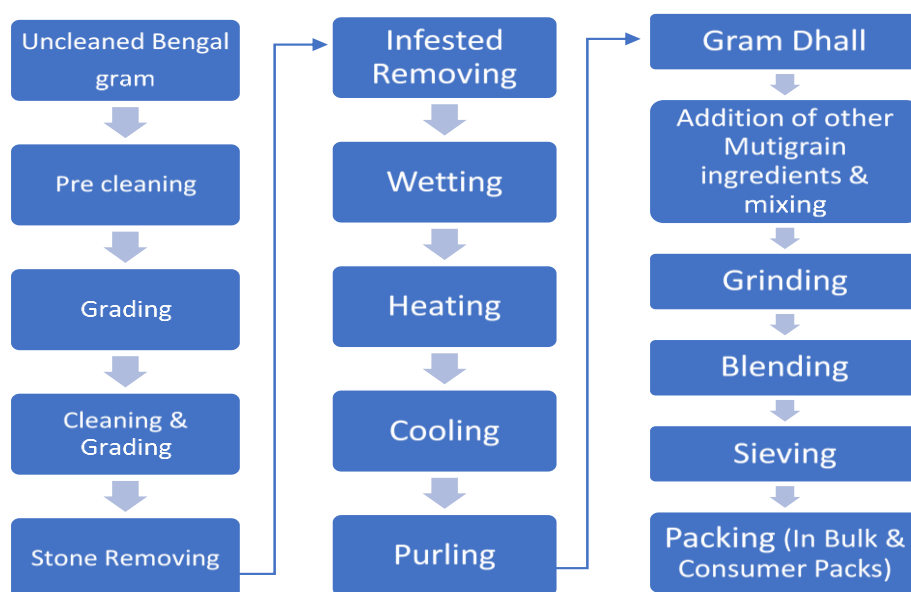 Uncleaned Bengal
gram
Pre cleaning
Grading
Cleaning &
Grading
Stone Removing
Infested
Removing
Wetting
Heating
Cooling
Purling
Gram Dhall
Addition of other
Mutigrain
ingredients &
mixing
Grinding
Blending
Sieving
Packing (In Bulk &
Consumer Packs)